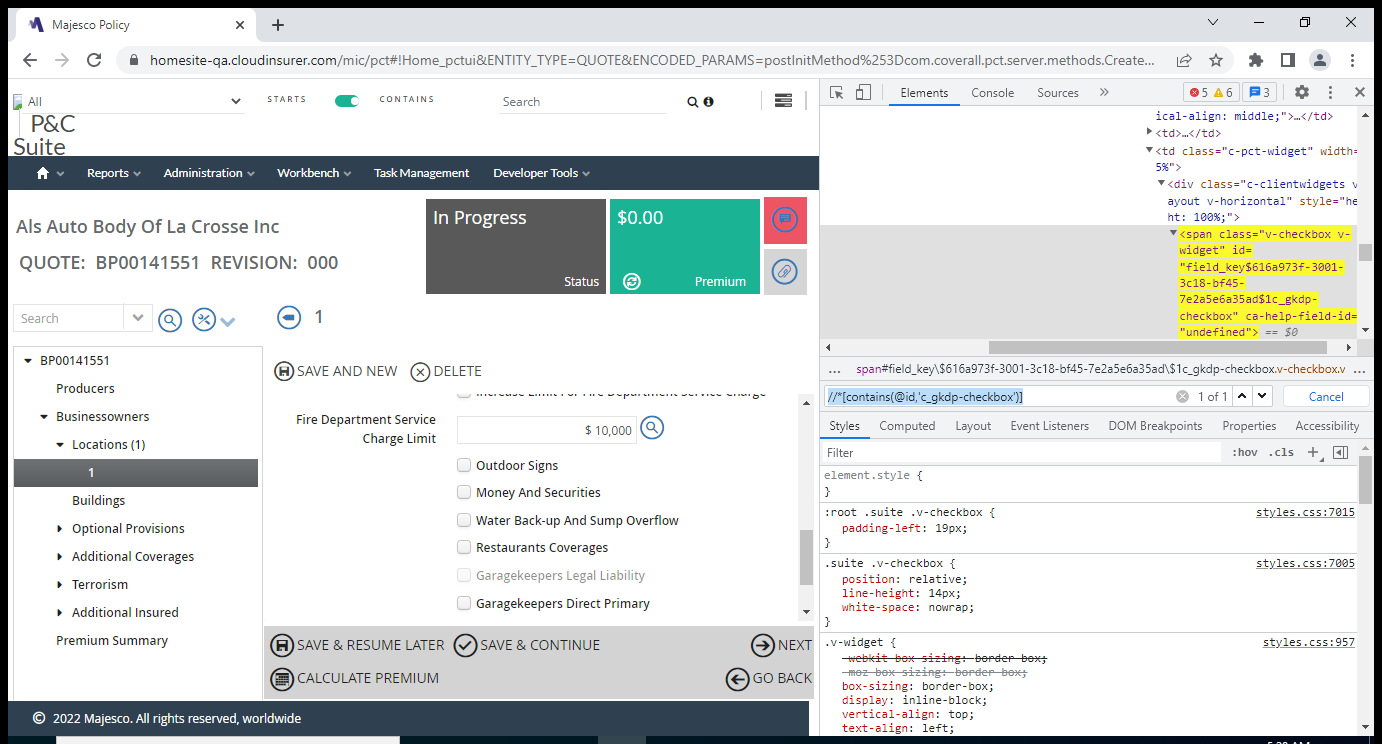 Majesco Policy
homesite-qa.cloudinsurer.com/mic/pct#!Home_pctui&ENTITY_TYPE=QUOTE&ENCODED_PARAMS=postInitMethod%253Dcom.coverall.pct.server.methods.Create...
All
STARTS
CONTAINS
Search
P&C
Suite
Reports
Administration
Workbench
Task Management
Developer Tools
Als Auto Body Of La Crosse Inc
QUOTE: BP00141551 REVISION: 000
In Progress
Status
$0.00
Premium
Search
1
BP00141551
Producers
Businessowners
Locations (1)
1
Buildings
Optional Provisions
Additional Coverages
Terrorism
Additional Insured
Premium Summary
SAVE AND NEW
DELETE
Increase Limit For Fire Department Service Charge
Fire Department Service
Charge Limit
$ 10,000
Outdoor Signs
Money And Securities
Water Back-up And Sump Overflow
Restaurants Coverages
Garagekeepers Legal Liability
Garagekeepers Direct Primary
SAVE & RESUME LATER
SAVE & CONTINUE
NEXT
CALCULATE PREMIUM
GO BACK
© 2022 Majesco. All rights reserved, worldwide
Elements
Console
Sources
»
5
6
3
ical-align: middle;">…</td>
<td>…</td>
<td class="c-pct-widget" width=
5%">
<div class="c-clientwidgets v
ayout v-horizontal" style="he
ht: 100%;">
<span class="v-checkbox v-
widget" id=
"field_key$616a973f-3001-
3c18-bf45-
7e2a5e6a35ad$1c_gkdp-
checkbox" ca-help-field-id=
"undefined"> == $0
... span#field_key\$616a973f-3001-3c18-bf45-7e2a5e6a35ad\$1c_gkdp-checkbox.v-checkbox.v ...
//*[contains(@id,'c_gkdp-checkbox')]
1 of 1
Cancel
Styles
Computed
Layout
Event Listeners
DOM Breakpoints
Properties
Accessibility
Filter
:hov .cls +
element.style {
}
:root .suite .v-checkbox {
styles.css:7015
padding-left: 19px;
}
.suite .v-checkbox {
styles.css:7005
position: relative;
line-height: 14px;
white-space: nowrap;
}
.v-widget {
styles.css:957
-webkit-box-sizing: border-box;
-moz-box-sizing: border-box;
box-sizing: border-box;
display: inline-block;
vertical-align: top;
text-align: left;